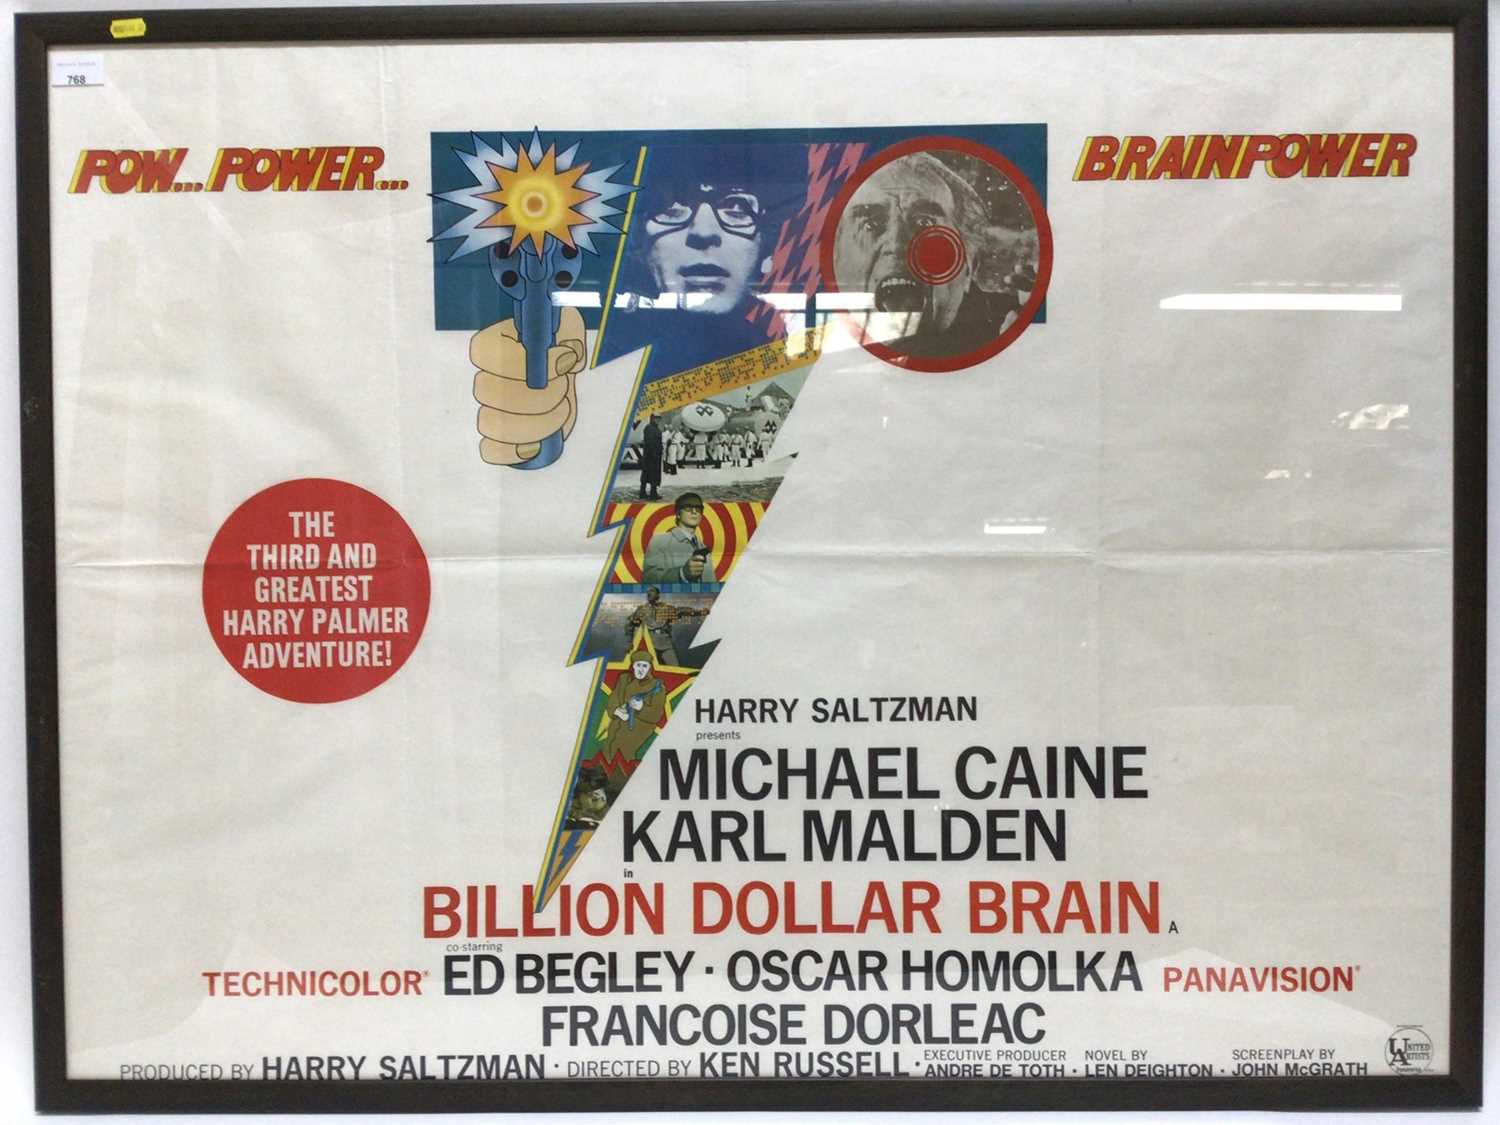 768
POW... POWER...
BRAINPOWER
THE
THIRD AND
GREATEST
HARRY PALMER
ADVENTURE!
HARRY SALTZMAN
presents
MICHAEL CAINE
KARL MALDEN
in
BILLION DOLLAR BRAIN A
co-starring
TECHNICOLOR® ED BEGLEY · OSCAR HOMOLKA PANAVISION®
FRANCOISE DORLEAC
PRODUCED BY HARRY SALTZMAN · DIRECTED BY KEN RUSSELL · EXECUTIVE PRODUCER ANDRE DE TOTH · NOVEL BY LEN DEIGHTON · SCREENPLAY BY JOHN McGRATH
UNITED
ARTISTS